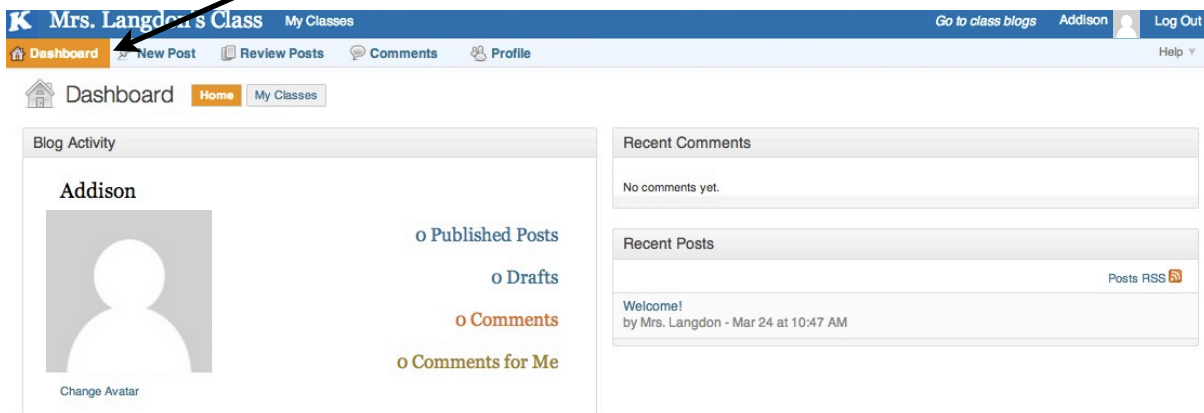 K Mrs. Langdon's Class My Classes Go to class blogs Addison Log Out
Dashboard New Post Review Posts Comments Profile Help
Dashboard Home My Classes
Blog Activity
Addison
0 Published Posts
0 Drafts
0 Comments
0 Comments for Me
Change Avatar
Recent Comments
No comments yet.
Recent Posts
Posts RSS
Welcome!
by Mrs. Langdon - Mar 24 at 10:47 AM